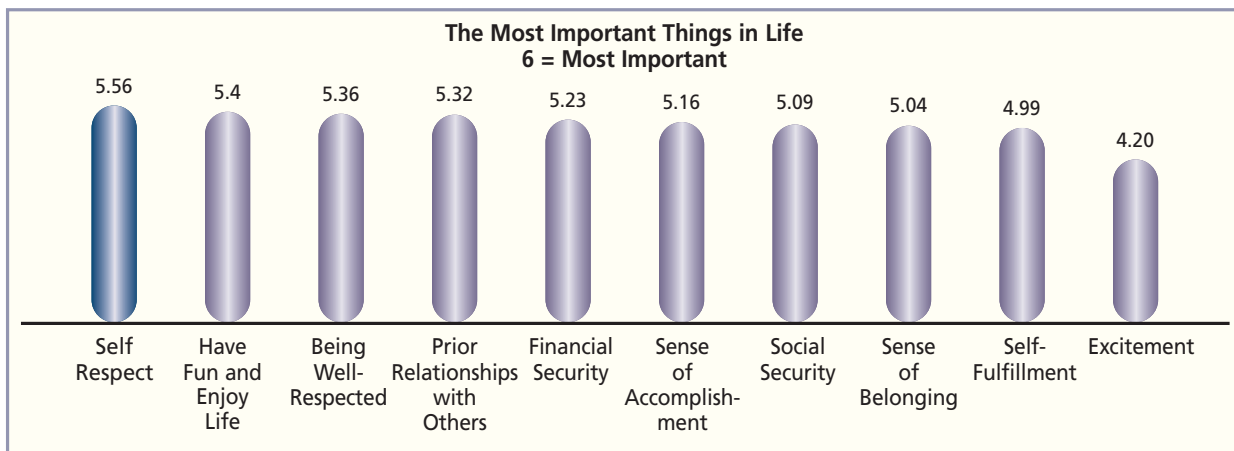 The Most Important Things in Life
6 = Most Important
5.56
5.4
5.36
5.32
5.23
5.16
5.09
5.04
4.99
4.20
Self
Respect
Have
Fun and
Enjoy
Life
Being
Well-
Respected
Prior
Relationships
with
Others
Financial
Security
Sense
of
Accomplish-
ment
Social
Security
Sense
of
Belonging
Self-
Fulfillment
Excitement